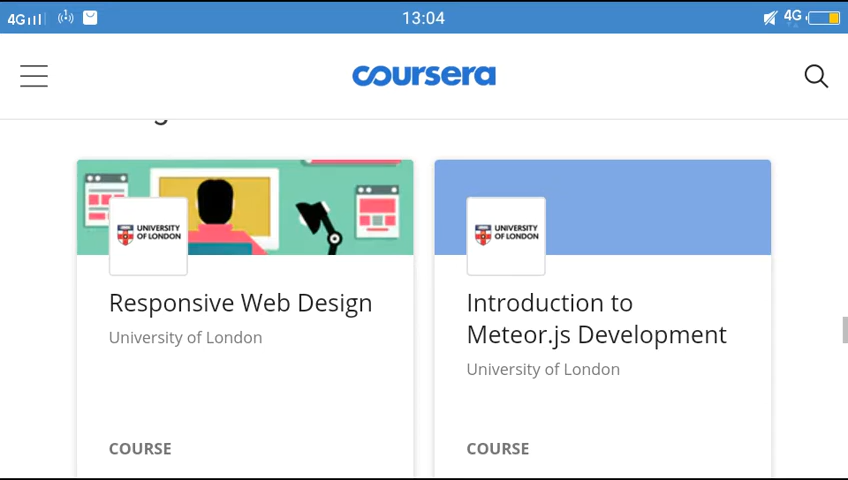 4G 13:04 4G
coursera
UNIVERSITY
OF LONDON
Responsive Web Design
University of London
COURSE
UNIVERSITY
OF LONDON
Introduction to
Meteor.js Development
University of London
COURSE